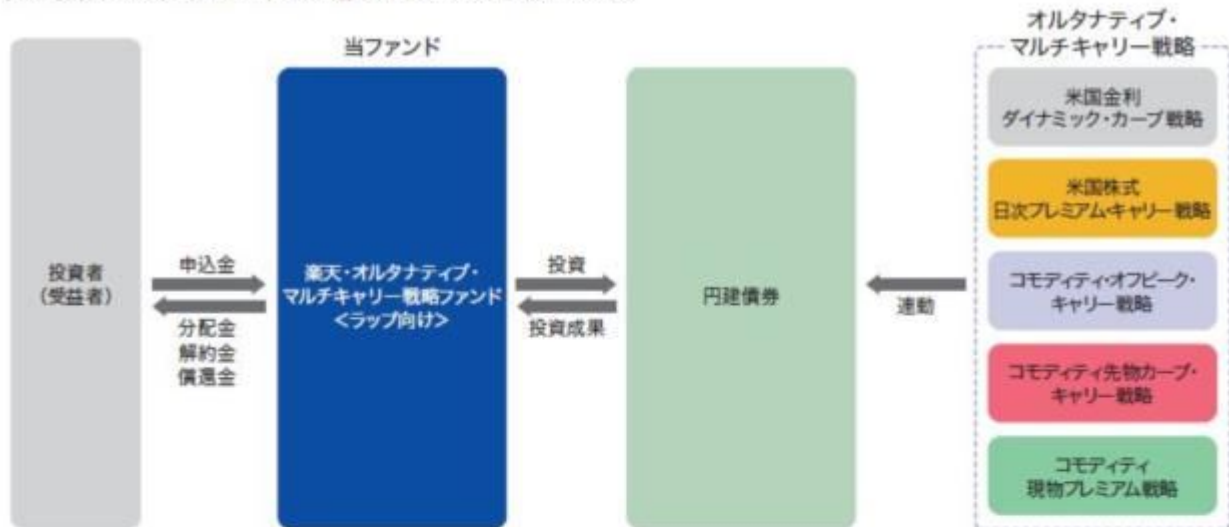 投資者
（受益者）
申込金
分配金
解約金
償還金
当ファンド
楽天・オルタナティブ・
マルチキャリー戦略ファンド
＜ラップ向け＞
投資
投資成果
円建債券
連動
オルタナティブ・
マルチキャリー戦略
米国金利
ダイナミック・カーブ戦略
米国株式
日次プレミアム・キャリー戦略
コモディティ・オフピーク・
キャリー戦略
コモディティ先物カーブ・
キャリー戦略
コモディティ
現物プレミアム戦略